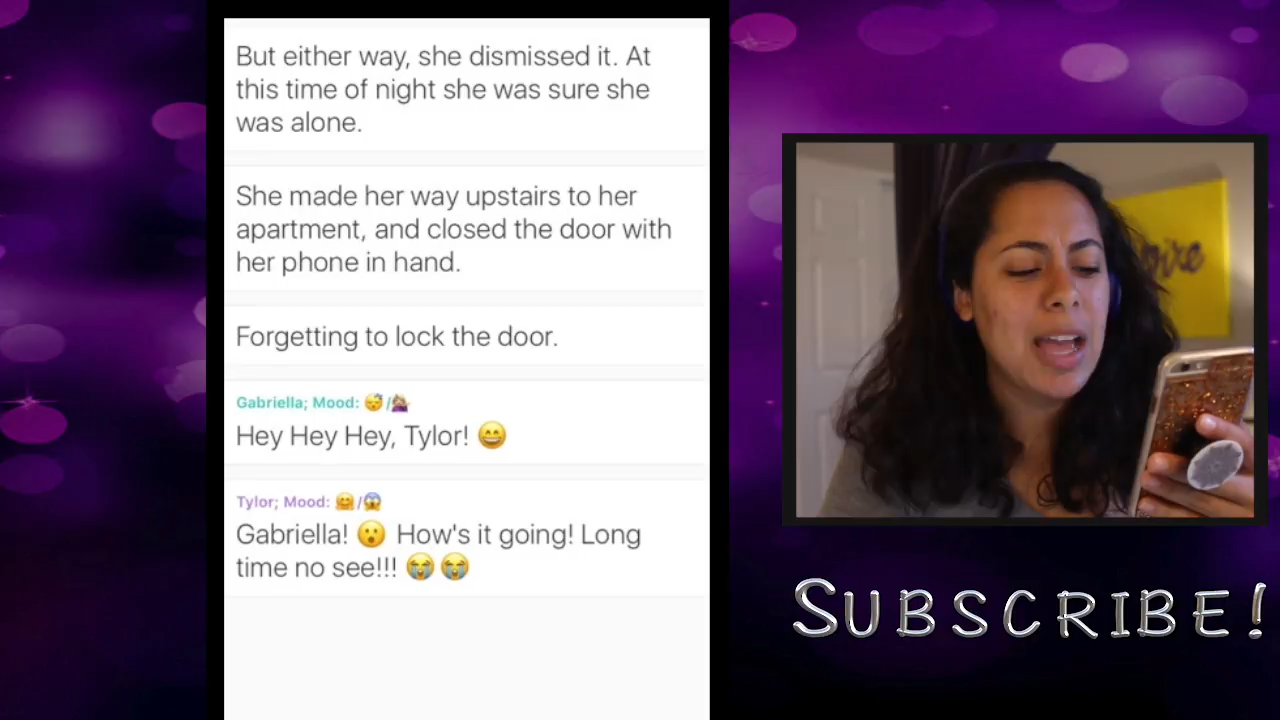 But either way, she dismissed it. At
this time of night she was sure she
was alone.
She made her way upstairs to her
apartment, and closed the door with
her phone in hand.
Forgetting to lock the door.
Gabriella; Mood: 😴/🤷‍♀️
Hey Hey Hey, Tylor! 😄
Tylor; Mood: 🤗/😱
Gabriella! 😮 How's it going! Long
time no see!!! 😭😭
SUBSCRIBE!